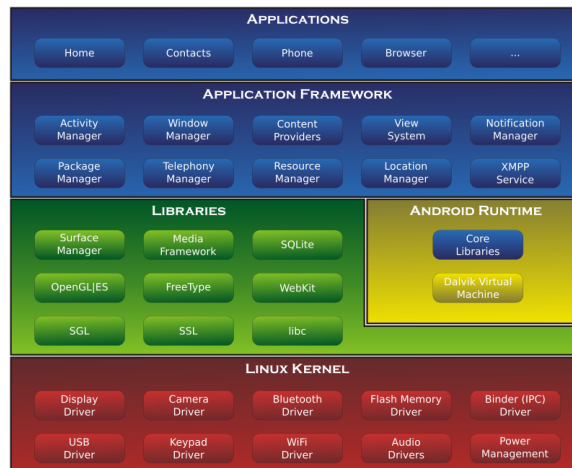 APPLICATIONS
Home Contacts Phone Browser ...
APPLICATION FRAMEWORK
Activity Manager
Window Manager
Content Providers
View System
Notification Manager
Package Manager
Telephony Manager
Resource Manager
Location Manager
XMPP Service
LIBRARIES
Surface Manager
Media Framework
SQLite
OpenGL|ES
FreeType
WebKit
SGL
SSL
libc
ANDROID RUNTIME
Core Libraries
Dalvik Virtual Machine
LINUX KERNEL
Display Driver
Camera Driver
Bluetooth Driver
Flash Memory Driver
Binder (IPC) Driver
USB Driver
Keypad Driver
WiFi Driver
Audio Drivers
Power Management